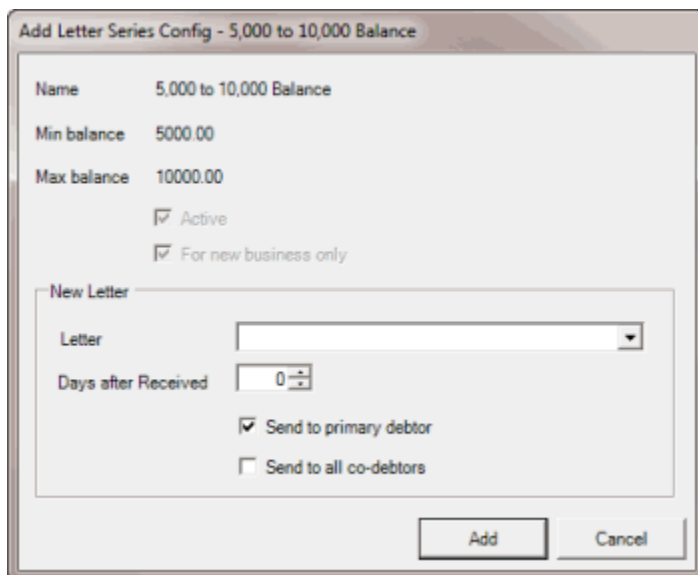 Add Letter Series Config - 5,000 to 10,000 Balance
Name 5,000 to 10,000 Balance
Min balance 5000.00
Max balance 10000.00
Active
For new business only
New Letter
Letter
Days after Received 0
Send to primary debtor
Send to all co-debtors
Add Cancel